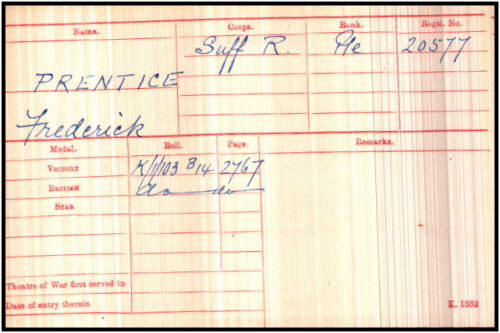 Name. Corps. Rank. Regtl. No.
Suff R. Pte 20577
PRENTICE
Frederick
Medal. Roll. Page. Remarks.
VICTORY K/1/103 B14 2767
BRITISH do do
STAR
Theatre of War first served in
Date of entry therein K. 1380